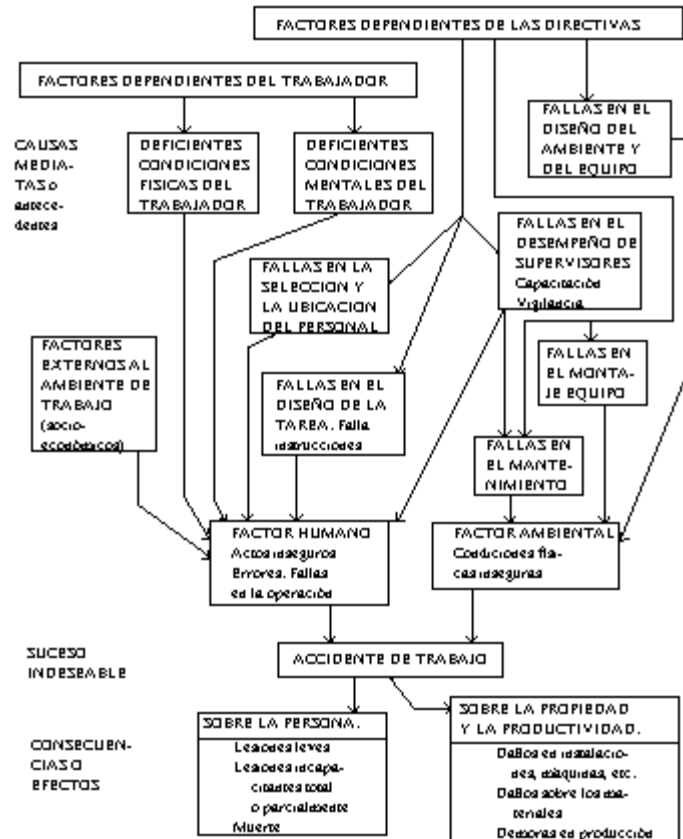 FACTORES DEPENDIENTES DE LAS DIRECTIVAS
FACTORES DEPENDIENTES DEL TRABAJADOR
FALLAS EN EL
DISEÑO DEL
AMBIENTE Y
DEL EQUIPO
CAUSAS
MEDIA-
TAS o
antece-
dentes
DEFICIENTES
CONDICIONES
FISICAS DEL
TRABAJADOR
DEFICIENTES
CONDICIONES
MENTALES DEL
TRABAJADOR
FALLAS EN EL
DESEMPEÑO DE
SUPERVISORES
Capacitación
Vigilancia
FALLAS EN LA
SELECCION Y
LA UBICACION
DEL PERSONAL
FACTORES
EXTERNOS AL
AMBIENTE DE
TRABAJO
(socio-
económicos)
FALLAS EN
EL MONTA-
JE EQUIPO
FALLAS EN EL
DISEÑO DE LA
TAREA. Falla
instrucciones
FALLAS EN
EL MANTE-
NIMIENTO
FACTOR HUMANO
Actos inseguros
Errores. Fallas
en la operación
FACTOR AMBIENTAL
Condiciones físi-
cas inseguras
SUCESO
INDESEABLE
ACCIDENTE DE TRABAJO
CONSECUEN-
CIAS O
EFECTOS
SOBRE LA PERSONA.
Lesiones leves
Lesiones incapa-
citantes total
o parcialmente
Muerte
SOBRE LA PROPIEDAD
Y LA PRODUCTIVIDAD.
Daños en instalacio-
nes, máquinas, etc.
Daños sobre los ma-
teriales
Demoras en producción